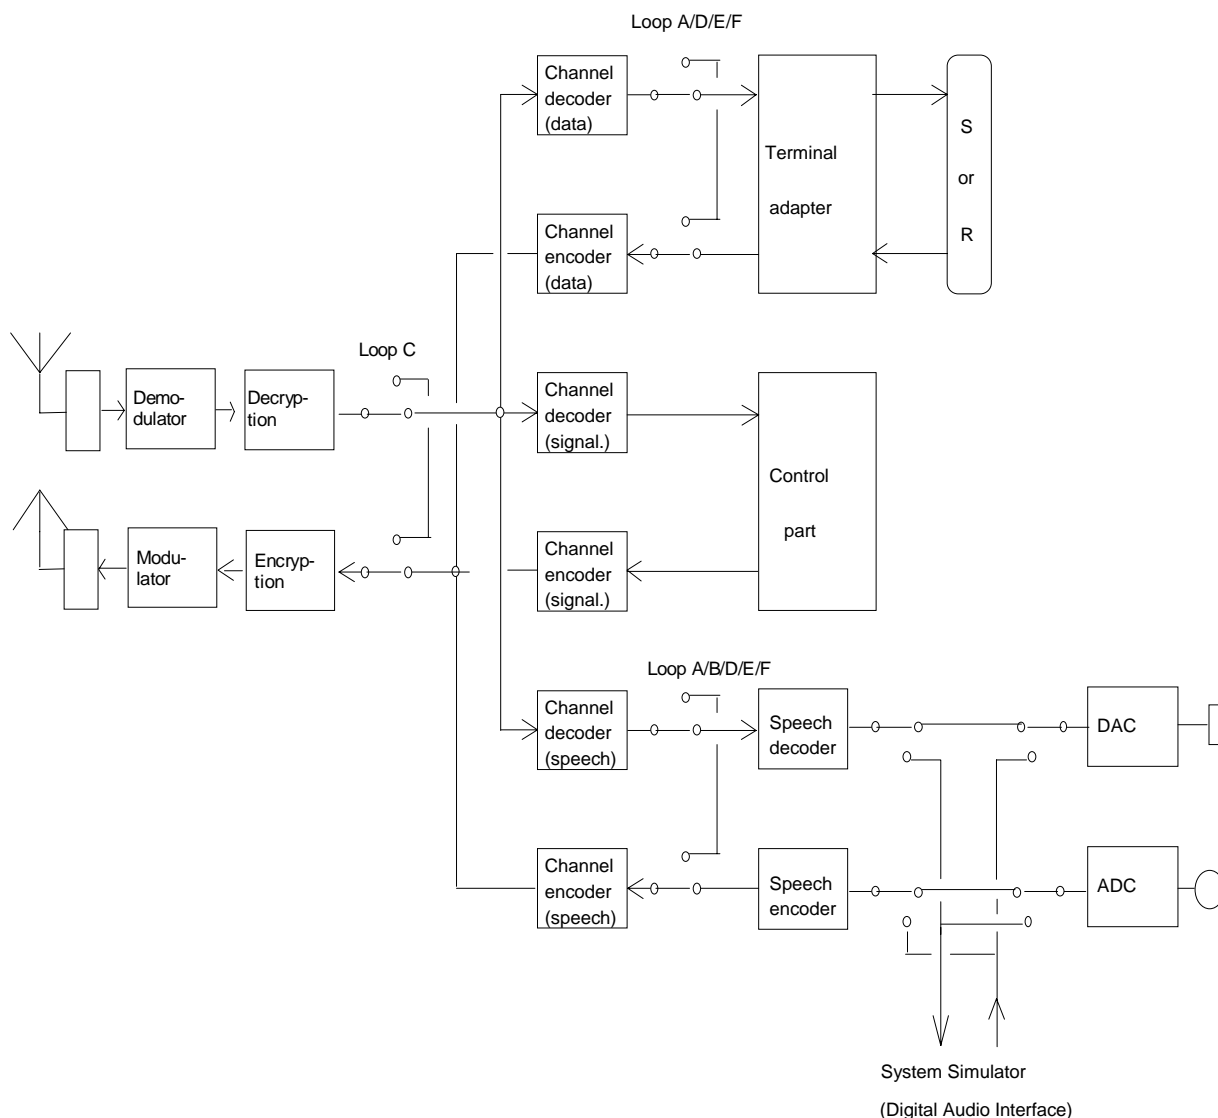 Loop A/D/E/F
Channel
decoder
(data)
Terminal
adapter
S
or
R
Channel
encoder
(data)
Loop C
Demo-
dulator
Decryp-
tion
Channel
decoder
(signal.)
Control
part
Modu-
lator
Encryp-
tion
Channel
encoder
(signal.)
Loop A/B/D/E/F
Channel
decoder
(speech)
Speech
decoder
DAC
Channel
encoder
(speech)
Speech
encoder
ADC
System Simulator
(Digital Audio Interface)